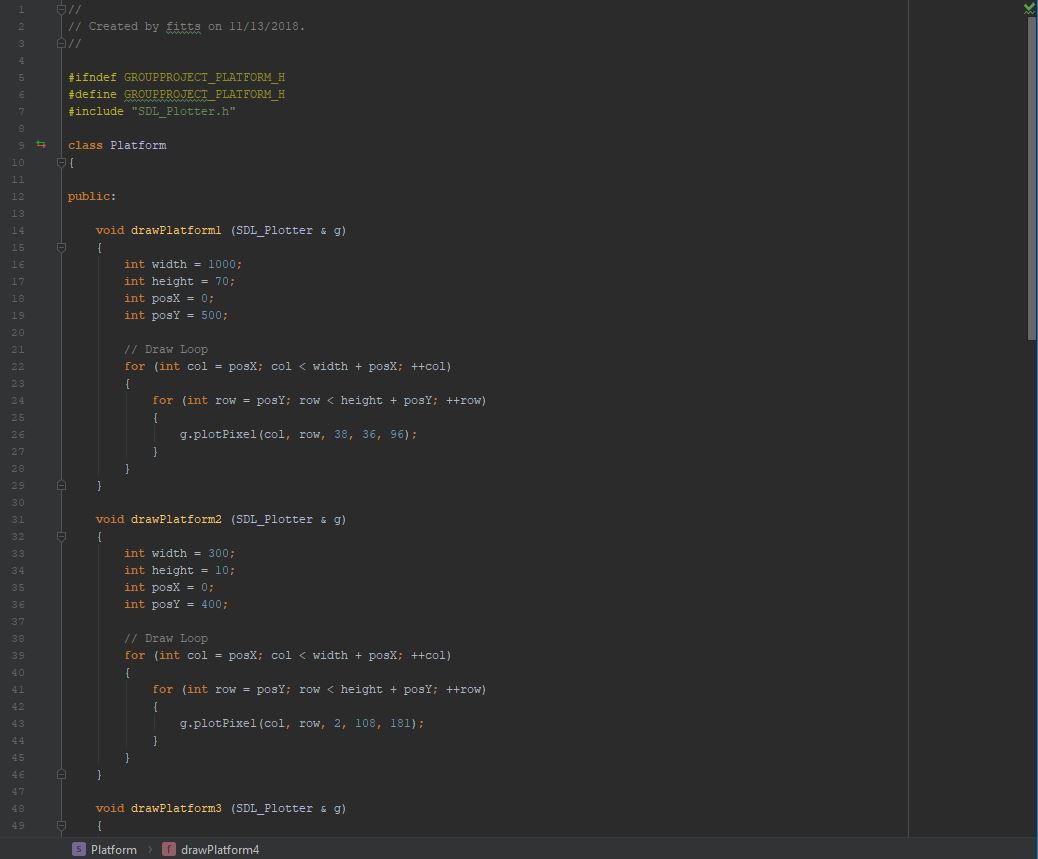 1 //
2 // Created by fitts on 11/13/2018.
3 //
4
5 #ifndef GROUPPROJECT_PLATFORM_H
6 #define GROUPPROJECT_PLATFORM_H
7 #include "SDL_Plotter.h"
8
9 class Platform
10 {
11
12 public:
13
14     void drawPlatform1 (SDL_Plotter & g)
15     {
16         int width = 1000;
17         int height = 70;
18         int posX = 0;
19         int posY = 500;
20
21         // Draw Loop
22         for (int col = posX; col < width + posX; ++col)
23         {
24             for (int row = posY; row < height + posY; ++row)
25             {
26                 g.plotPixel(col, row, 38, 36, 96);
27             }
28         }
29     }
30
31     void drawPlatform2 (SDL_Plotter & g)
32     {
33         int width = 300;
34         int height = 10;
35         int posX = 0;
36         int posY = 400;
37
38         // Draw Loop
39         for (int col = posX; col < width + posX; ++col)
40         {
41             for (int row = posY; row < height + posY; ++row)
42             {
43                 g.plotPixel(col, row, 2, 108, 181);
44             }
45         }
46     }
47
48     void drawPlatform3 (SDL_Plotter & g)
49     {
S Platform > f drawPlatform4